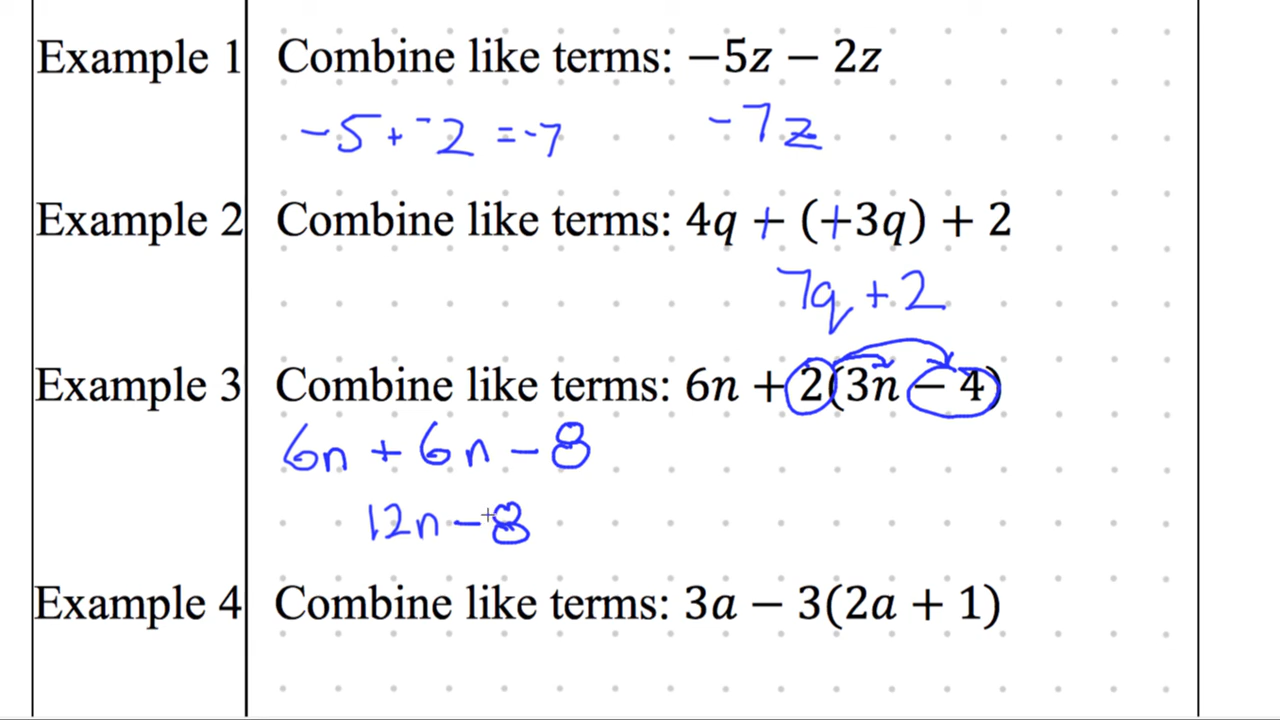 Example 1 Combine like terms: −5z − 2z
−5 + ⁻2 = -7 -7z
Example 2 Combine like terms: 4q + (+3q) + 2
7q + 2
Example 3 Combine like terms: 6n + 2(3n − 4)
6n + 6n − 8
12n − 8
Example 4 Combine like terms: 3a − 3(2a + 1)